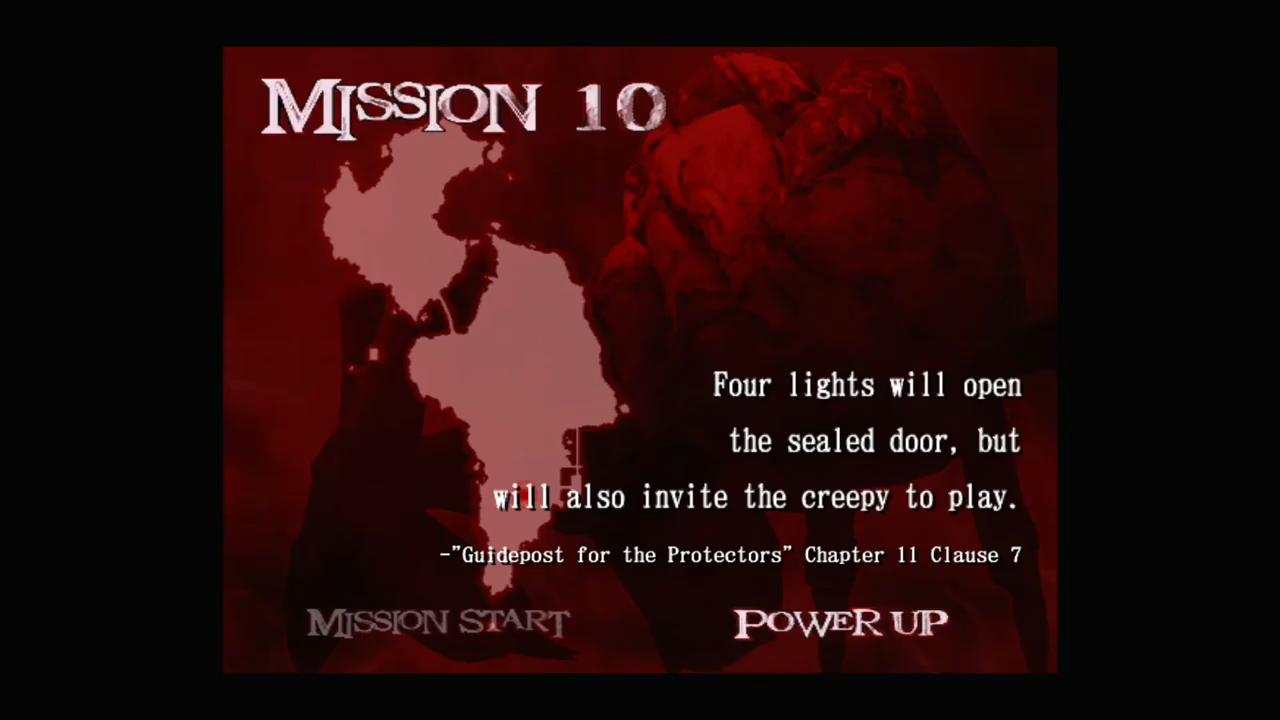 MISSION 10
Four lights will open
the sealed door, but
will also invite the creepy to play.
-"Guidepost for the Protectors" Chapter 11 Clause 7
MISSION START
POWER UP